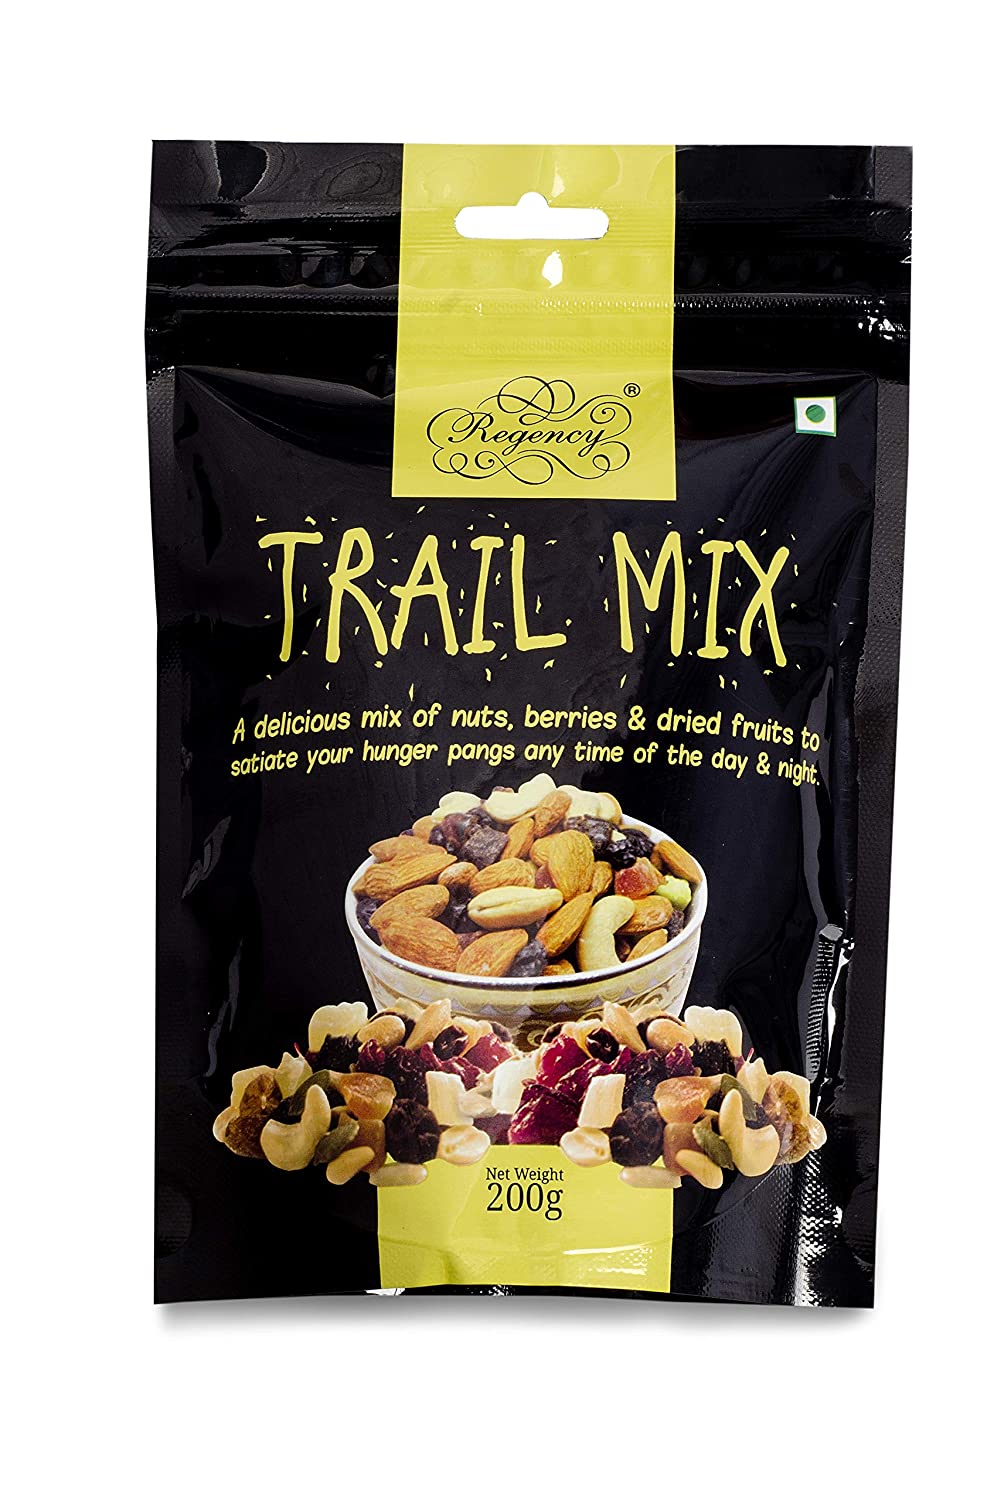 Regency®
TRAIL MIX
A delicious mix of nuts, berries & dried fruits to
satiate your hunger pangs any time of the day & night.
Net Weight
200g